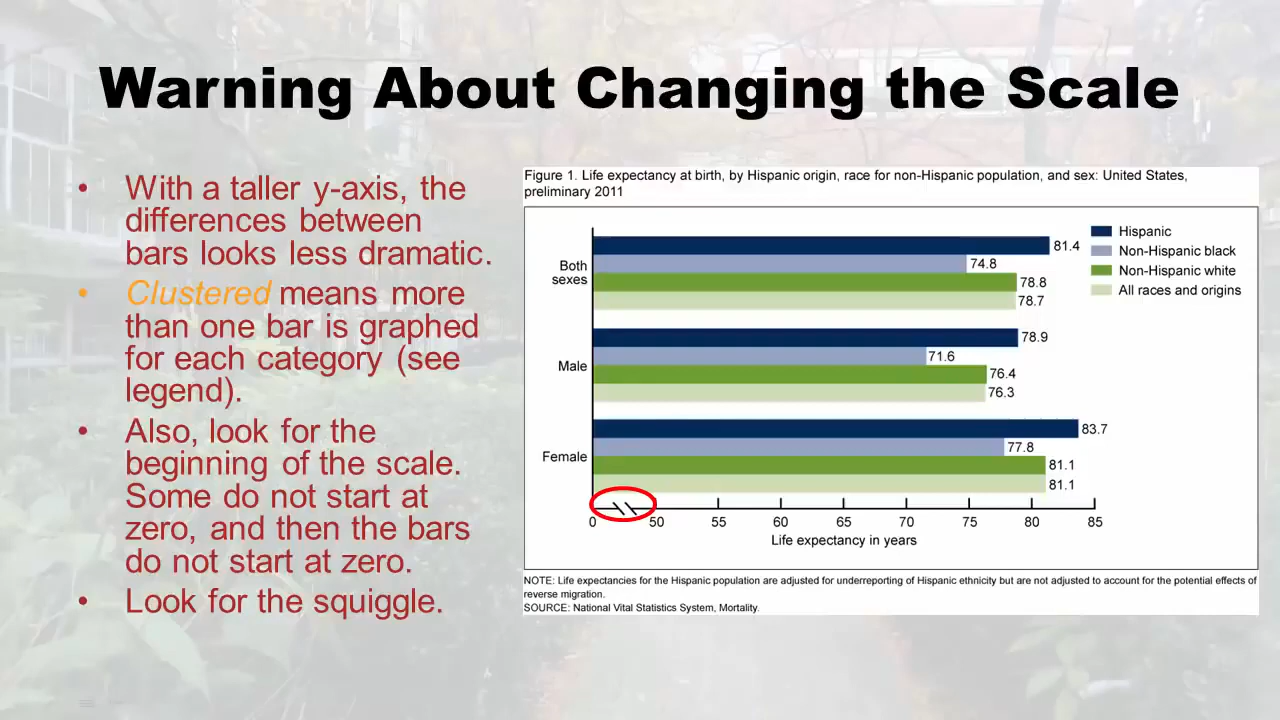 Warning About Changing the Scale
• With a taller y-axis, the
differences between
bars looks less dramatic.
• Clustered means more
than one bar is graphed
for each category (see
legend).
• Also, look for the
beginning of the scale.
Some do not start at
zero, and then the bars
do not start at zero.
• Look for the squiggle.
Figure 1. Life expectancy at birth, by Hispanic origin, race for non-Hispanic population, and sex: United States,
preliminary 2011
Hispanic
Non-Hispanic black
Non-Hispanic white
All races and origins
Both
sexes
81.4
74.8
78.8
78.7
Male
78.9
71.6
76.4
76.3
Female
83.7
77.8
81.1
81.1
0 50 55 60 65 70 75 80 85
Life expectancy in years
NOTE: Life expectancies for the Hispanic population are adjusted for underreporting of Hispanic ethnicity but are not adjusted to account for the potential effects of
reverse migration.
SOURCE: National Vital Statistics System, Mortality.